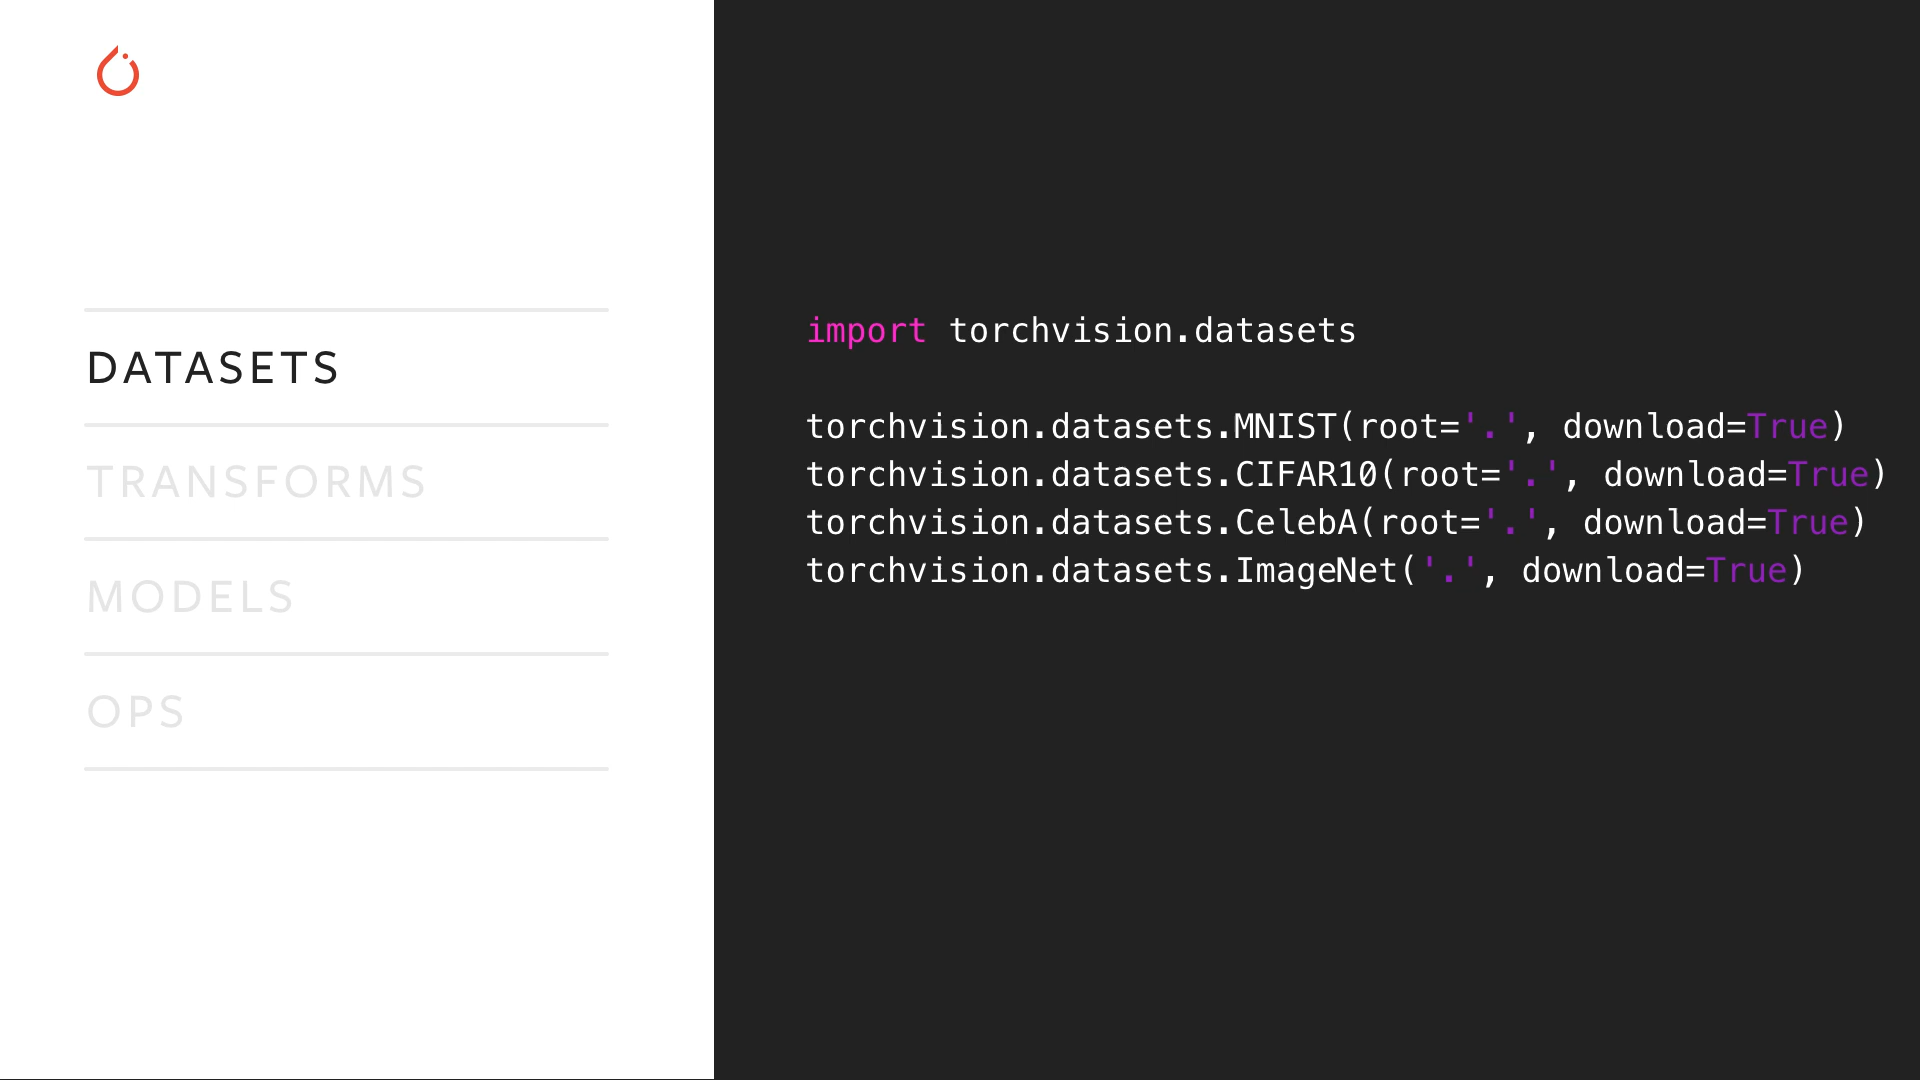 DATASETS
TRANSFORMS
MODELS
OPS
import torchvision.datasets
torchvision.datasets.MNIST(root='.', download=True)
torchvision.datasets.CIFAR10(root='.', download=True)
torchvision.datasets.CelebA(root='.', download=True)
torchvision.datasets.ImageNet('.', download=True)